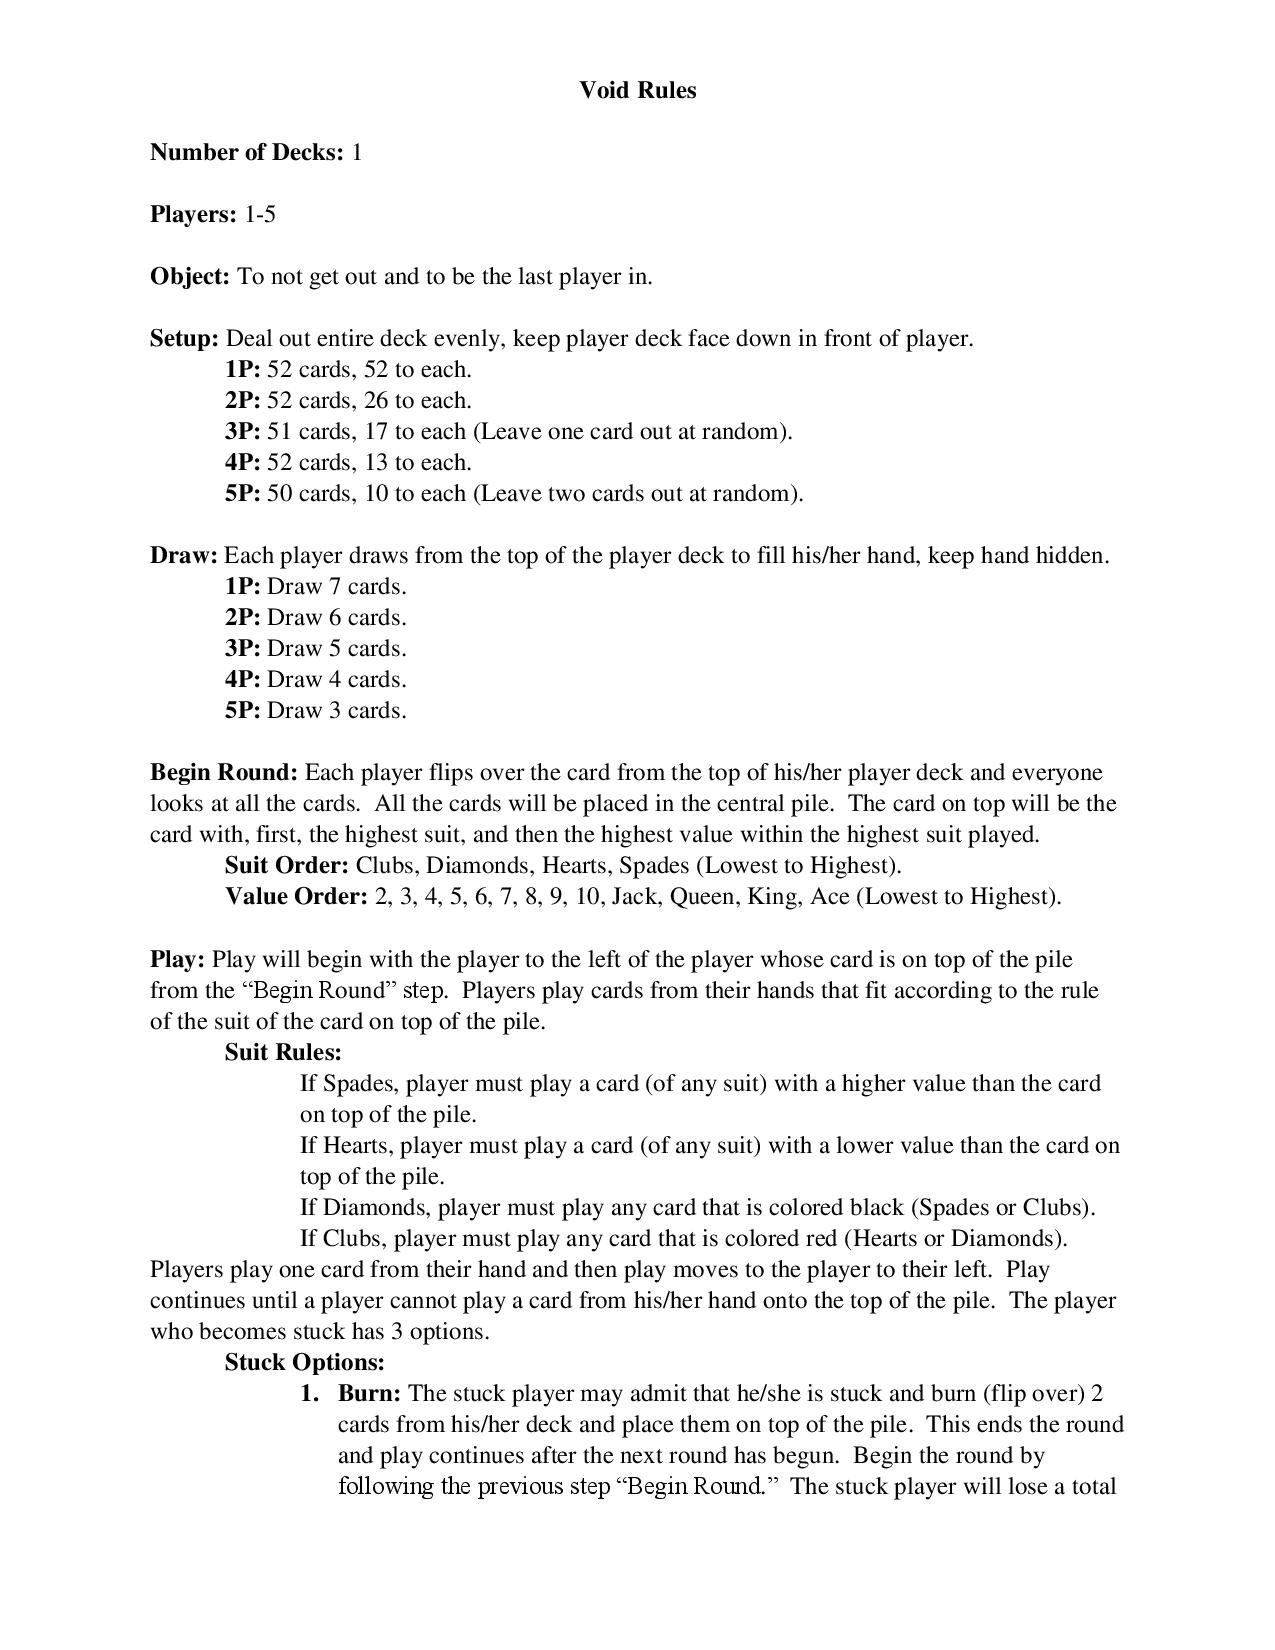 Void Rules
Number of Decks: 1
Players: 1-5
Object: To not get out and to be the last player in.
Setup: Deal out entire deck evenly, keep player deck face down in front of player.
1P: 52 cards, 52 to each.
2P: 52 cards, 26 to each.
3P: 51 cards, 17 to each (Leave one card out at random).
4P: 52 cards, 13 to each.
5P: 50 cards, 10 to each (Leave two cards out at random).
Draw: Each player draws from the top of the player deck to fill his/her hand, keep hand hidden.
1P: Draw 7 cards.
2P: Draw 6 cards.
3P: Draw 5 cards.
4P: Draw 4 cards.
5P: Draw 3 cards.
Begin Round: Each player flips over the card from the top of his/her player deck and everyone
looks at all the cards.  All the cards will be placed in the central pile.  The card on top will be the
card with, first, the highest suit, and then the highest value within the highest suit played.
Suit Order: Clubs, Diamonds, Hearts, Spades (Lowest to Highest).
Value Order: 2, 3, 4, 5, 6, 7, 8, 9, 10, Jack, Queen, King, Ace (Lowest to Highest).
Play: Play will begin with the player to the left of the player whose card is on top of the pile
from the “Begin Round” step.  Players play cards from their hands that fit according to the rule
of the suit of the card on top of the pile.
Suit Rules:
If Spades, player must play a card (of any suit) with a higher value than the card
on top of the pile.
If Hearts, player must play a card (of any suit) with a lower value than the card on
top of the pile.
If Diamonds, player must play any card that is colored black (Spades or Clubs).
If Clubs, player must play any card that is colored red (Hearts or Diamonds).
Players play one card from their hand and then play moves to the player to their left.  Play
continues until a player cannot play a card from his/her hand onto the top of the pile.  The player
who becomes stuck has 3 options.
Stuck Options:
1. Burn: The stuck player may admit that he/she is stuck and burn (flip over) 2
cards from his/her deck and place them on top of the pile.  This ends the round
and play continues after the next round has begun.  Begin the round by
following the previous step “Begin Round.”  The stuck player will lose a total